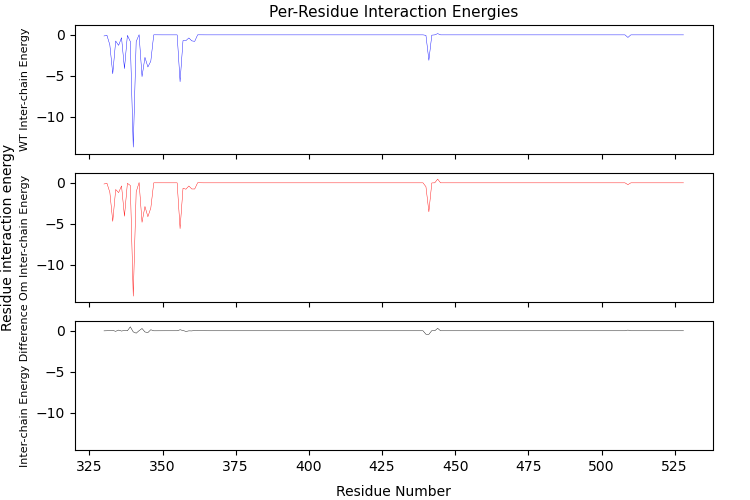 Per-Residue Interaction Energies
Residue interaction energy
WT Inter-chain Energy
0
−5
−10
Om Inter-chain Energy
0
−5
−10
Inter-chain Energy Difference
0
−5
−10
325 350 375 400 425 450 475 500 525
Residue Number